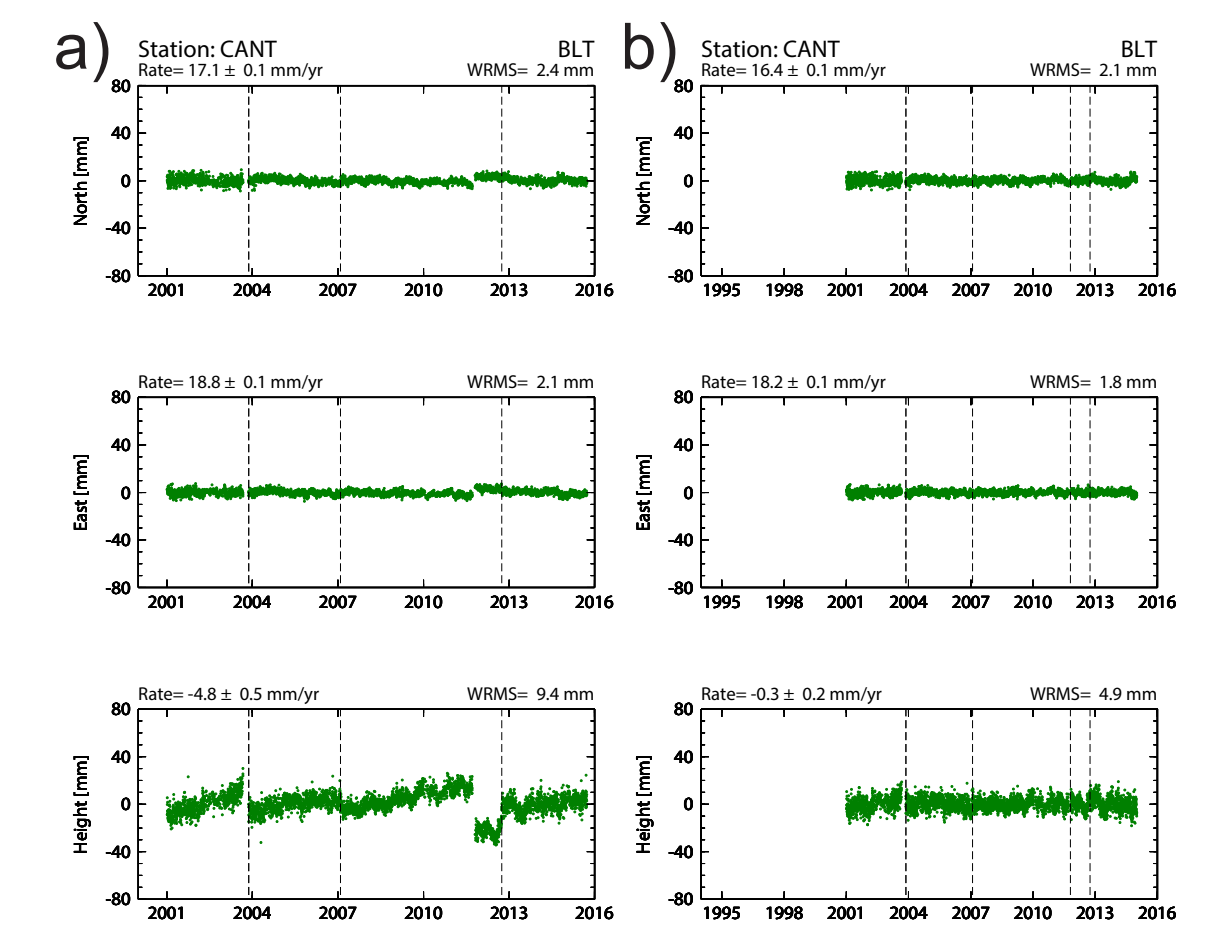 a)
Station: CANT BLT
Rate= 17.1 ± 0.1 mm/yr WRMS= 2.4 mm
80
40
0
-40
-80
North [mm]
2001 2004 2007 2010 2013 2016
Rate= 18.8 ± 0.1 mm/yr WRMS= 2.1 mm
80
40
0
-40
-80
East [mm]
2001 2004 2007 2010 2013 2016
Rate= -4.8 ± 0.5 mm/yr WRMS= 9.4 mm
80
40
0
-40
-80
Height [mm]
2001 2004 2007 2010 2013 2016
b)
Station: CANT BLT
Rate= 16.4 ± 0.1 mm/yr WRMS= 2.1 mm
80
40
0
-40
-80
North [mm]
1995 1998 2001 2004 2007 2010 2013 2016
Rate= 18.2 ± 0.1 mm/yr WRMS= 1.8 mm
80
40
0
-40
-80
East [mm]
1995 1998 2001 2004 2007 2010 2013 2016
Rate= -0.3 ± 0.2 mm/yr WRMS= 4.9 mm
80
40
0
-40
-80
Height [mm]
1995 1998 2001 2004 2007 2010 2013 2016